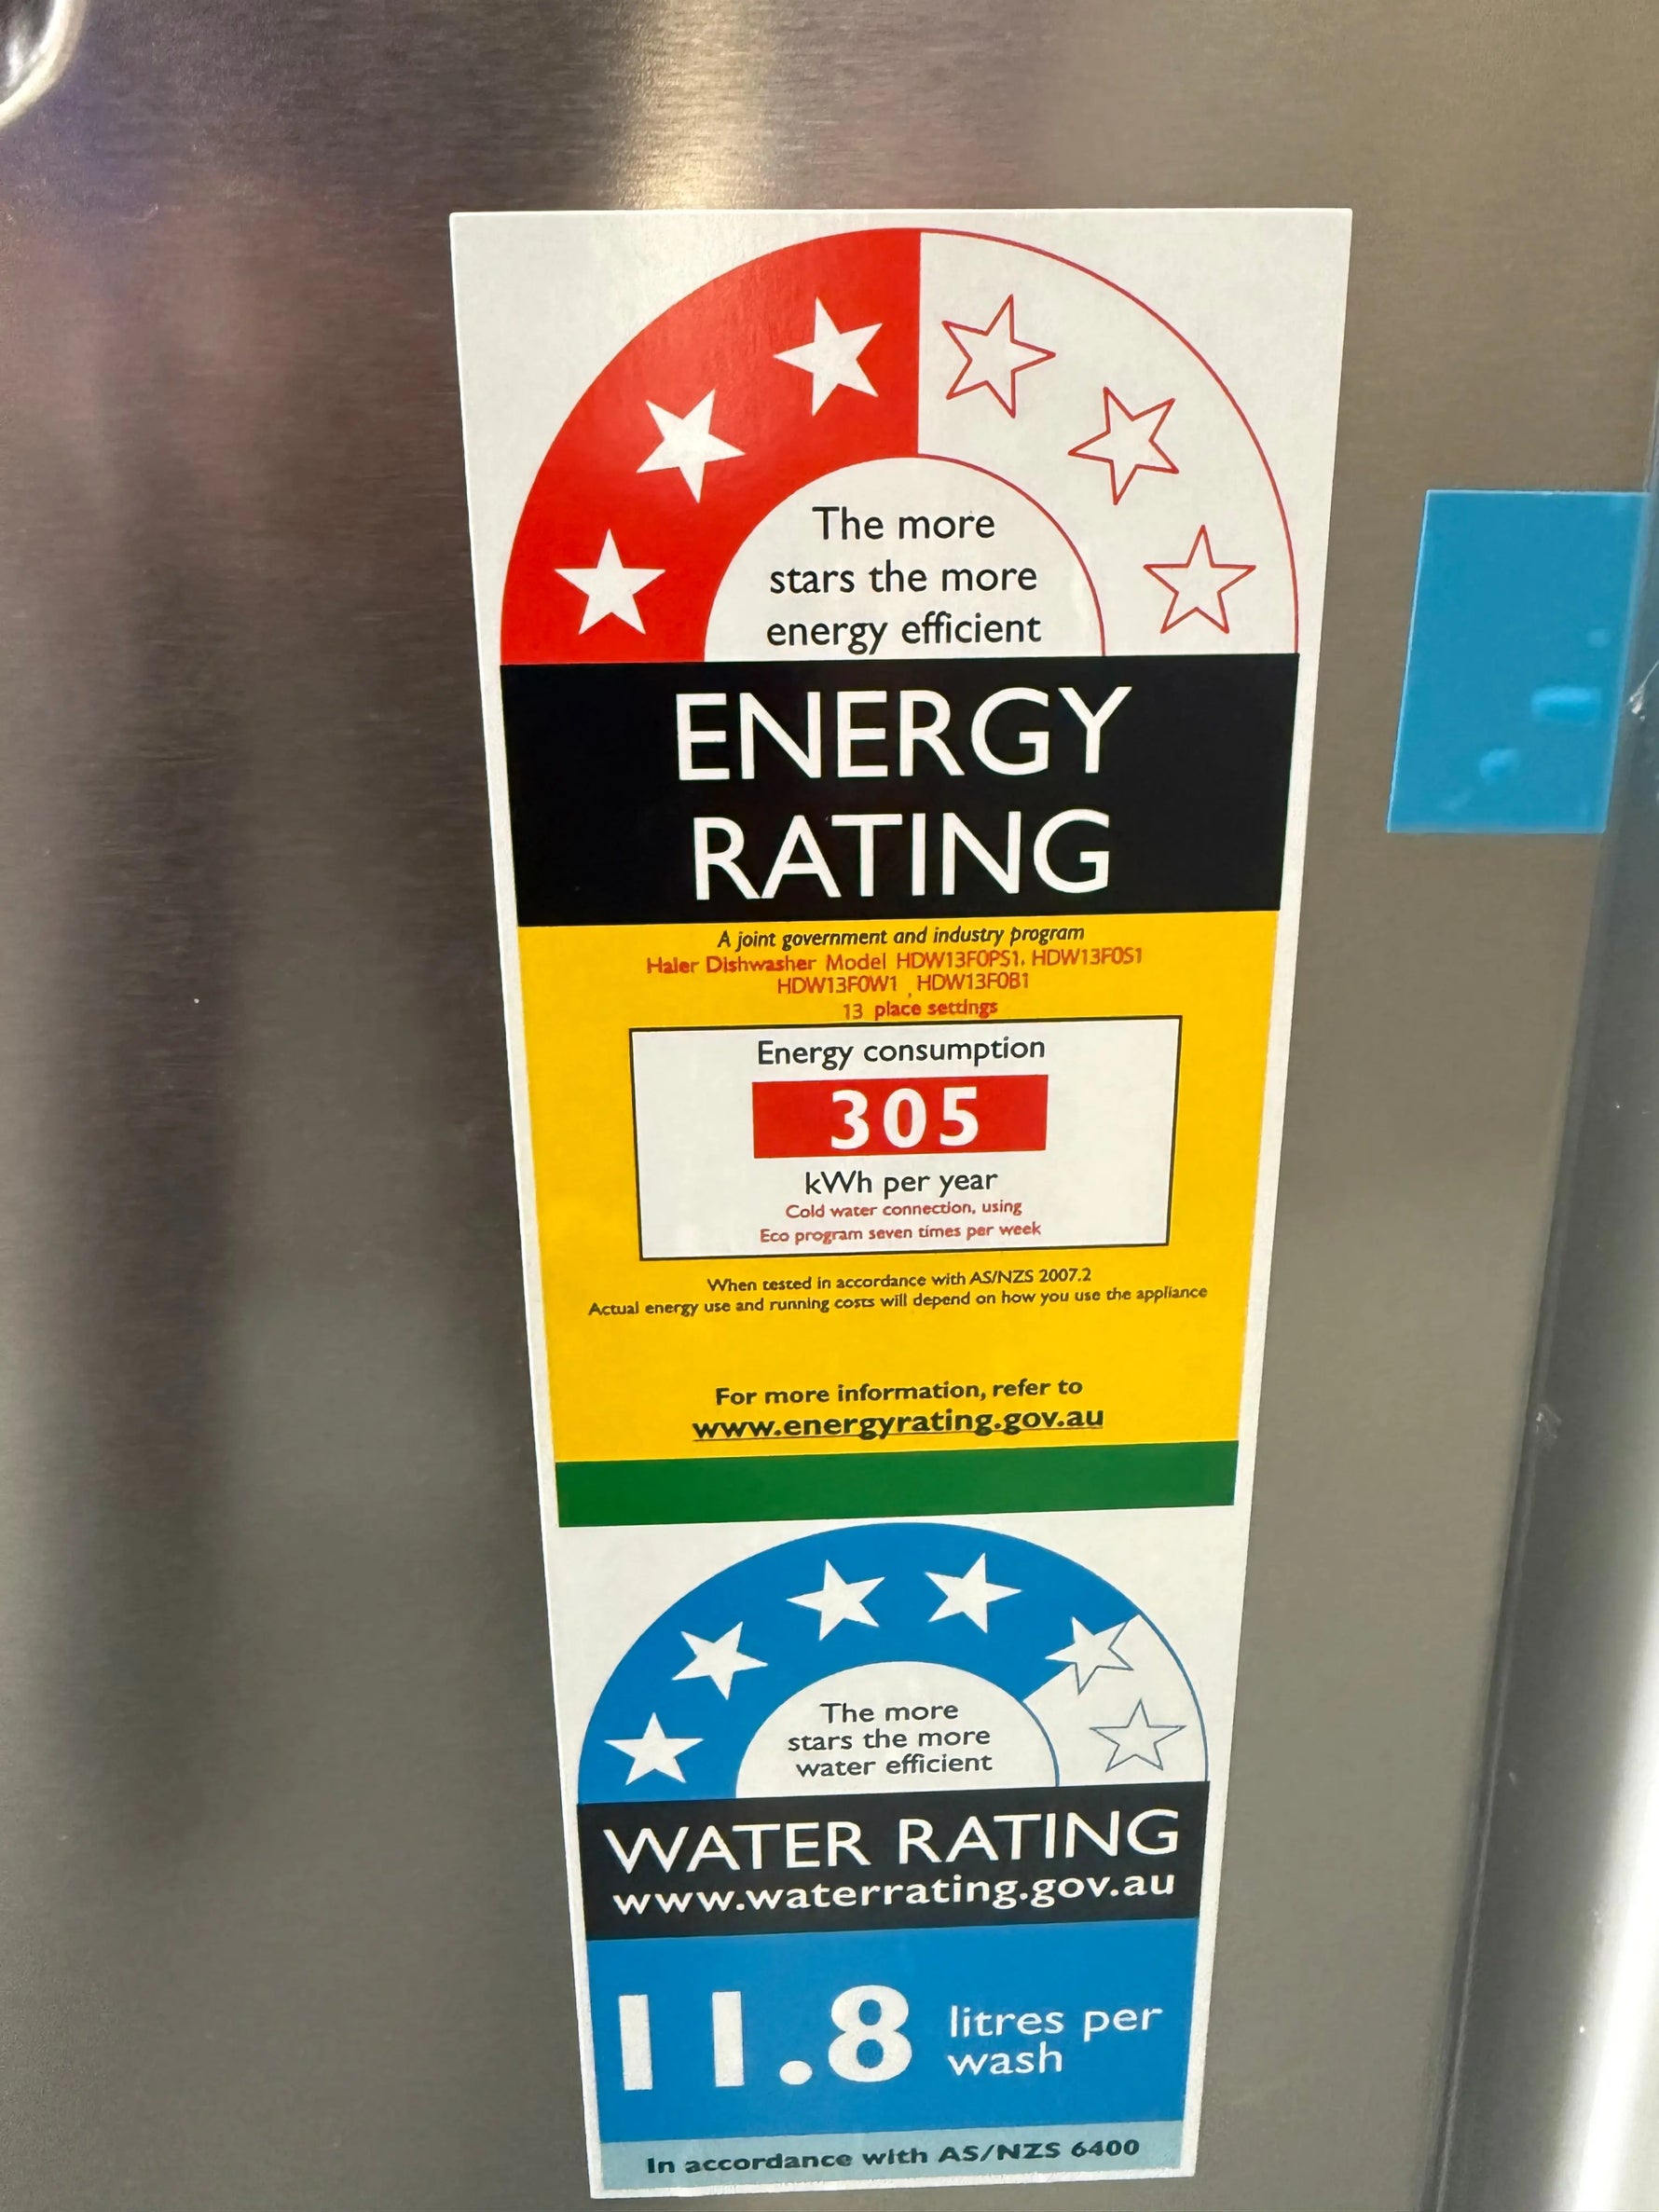 The more
stars the more
energy efficient
ENERGY
RATING
A joint government and industry program
Haier Dishwasher Model HDW13F0PS1, HDW13F0S1
HDW13F0W1 , HDW13F0B1
13 place settings
Energy consumption
305
kWh per year
Cold water connection, using
Eco program seven times per week
When tested in accordance with AS/NZS 2007.2
Actual energy use and running costs will depend on how you use the appliance
For more information, refer to
www.energyrating.gov.au
The more
stars the more
water efficient
WATER RATING
www.waterrating.gov.au
11.8 litres per
wash
In accordance with AS/NZS 6400